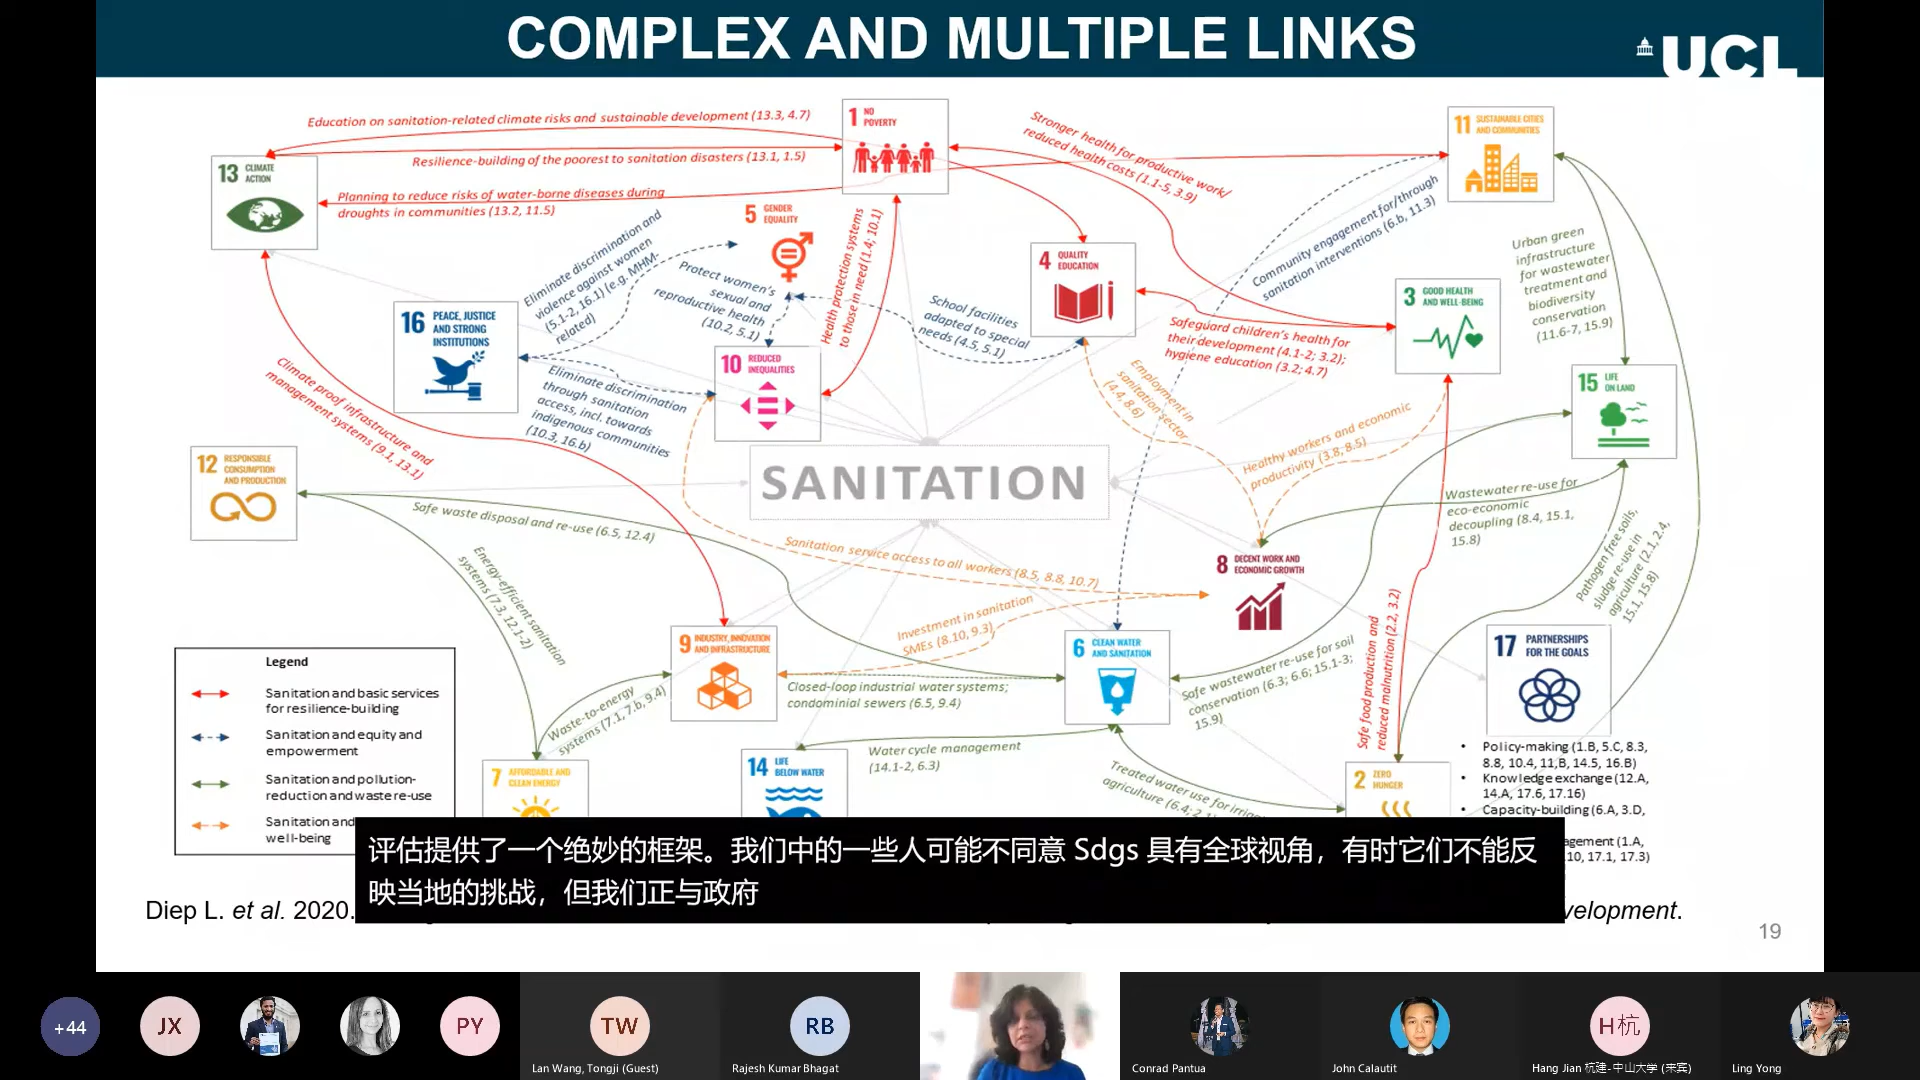 COMPLEX AND MULTIPLE LINKS
UCL
Education on sanitation-related climate risks and sustainable development (13.3, 4.7)
Resilience-building of the poorest to sanitation disasters (13.1, 1.5)
Planning to reduce risks of water-borne diseases during
droughts in communities (13.2, 11.5)
13 CLIMATE
ACTION
1 NO
POVERTY
Stronger health for productive work/
reduced health costs (1.1-5, 3.9)
11 SUSTAINABLE CITIES
AND COMMUNITIES
5 GENDER
EQUALITY
Eliminate discrimination and
violence against women
(5.1-2, 16.1) (e.g. MHM-
related)
Protect women's
sexual and
reproductive health
(10.2, 5.1)
Health protection systems
to those in need (1.4; 10.1)
School facilities
adapted to special
needs (4.5, 5.1)
4 QUALITY
EDUCATION
Community engagement for/through
sanitation interventions (6.b, 11.3)
Urban green
infrastructure
for wastewater
treatment and
biodiversity
conservation
(11.6-7, 15.9)
3 GOOD HEALTH
AND WELL-BEING
Safeguard children's health for
their development (4.1-2; 3.2);
hygiene education (3.2; 4.7)
16 PEACE, JUSTICE
AND STRONG
INSTITUTIONS
10 REDUCED
INEQUALITIES
Eliminate discrimination
through sanitation
access, incl. towards
indigenous communities
(10.3, 16.b)
Climate proof infrastructure and
management systems (9.1, 13.1)
Employment in
sanitation sector
(4.4, 8.6)
Healthy workers and economic
productivity (3.8, 8.5)
15 LIFE
ON LAND
12 RESPONSIBLE
CONSUMPTION
AND PRODUCTION
SANITATION
Safe waste disposal and re-use (6.5, 12.4)
Wastewater re-use for
eco-economic
decoupling (8.4, 15.1,
15.8)
Pathogen free soils,
sludge re-use in
agriculture (2.1, 2.4,
15.1, 15.8)
Energy-efficient sanitation
systems (7.3, 12.1-2)
Sanitation service access to all workers (8.5, 8.8, 10.7)
8 DECENT WORK AND
ECONOMIC GROWTH
Investment in sanitation
SMEs (8.10, 9.3)
9 INDUSTRY, INNOVATION
AND INFRASTRUCTURE
6 CLEAN WATER
AND SANITATION
Safe wastewater re-use for soil
conservation (6.3; 6.6; 15.1-3;
15.9)
Safe food production and
reduced malnutrition (2.2, 3.2)
17 PARTNERSHIPS
FOR THE GOALS
Closed-loop industrial water systems;
condominial sewers (6.5, 9.4)
Waste-to-energy
systems (7.1, 7.b, 9.4)
Water cycle management
(14.1-2, 6.3)
Treated water use for
agriculture (6.4;
7 AFFORDABLE AND
CLEAN ENERGY
14 LIFE
BELOW WATER
2 ZERO
HUNGER
• Policy-making (1.B, 5.C, 8.3,
8.8, 10.4, 11;B, 14.5, 16.B)
• Knowledge exchange (12.A,
14.A, 17.6, 17.16)
• Capacity-building (6.A, 3.D,
agement (1.A,
10, 17.1, 17.3)
Legend
Sanitation and basic services
for resilience-building
Sanitation and equity and
empowerment
Sanitation and pollution-
reduction and waste re-use
Sanitation and
well-being
评估提供了一个绝妙的框架。我们中的一些人可能不同意 Sdgs 具有全球视角，有时它们不能反
映当地的挑战，但我们正与政府
Diep L. et al. 2020.
velopment.
19
+44
JX
PY
TW
RB
H杭
Lan Wang, Tongji (Guest)
Rajesh Kumar Bhagat
Conrad Pantua
John Calautit
Hang Jian 杭建-中山大学 (来宾)
Ling Yong